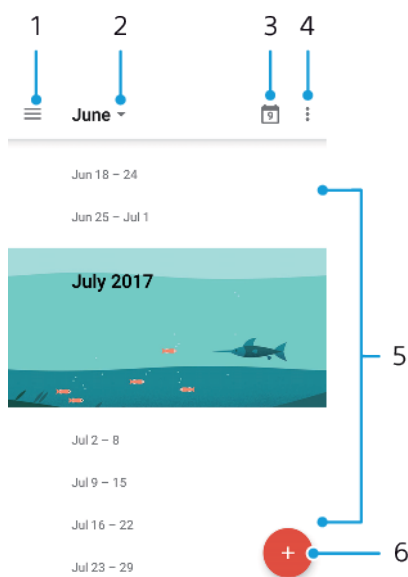 1 2 3 4
June 9
Jun 18 – 24
Jun 25 – Jul 1
July 2017
5
Jul 2 – 8
Jul 9 – 15
Jul 16 – 22
+ 6
Jul 23 – 29